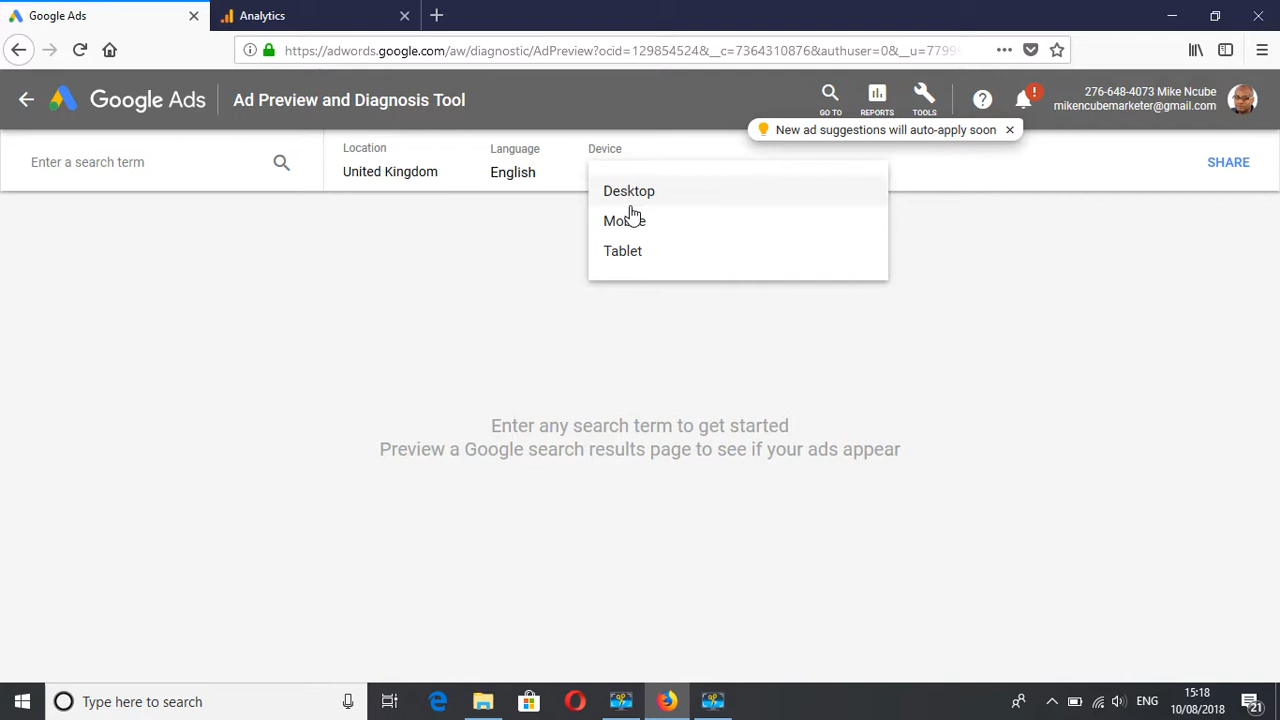 Google Ads
Analytics
https://adwords.google.com/aw/diagnostic/AdPreview?ocid=129854524&__c=7364310876&authuser=0&__u=7799
Google Ads
Ad Preview and Diagnosis Tool
GO TO
REPORTS
TOOLS
276-648-4073 Mike Ncube
mikencubemarketer@gmail.com
New ad suggestions will auto-apply soon
Enter a search term
Location
United Kingdom
Language
English
Device
SHARE
Desktop
Mobile
Tablet
Enter any search term to get started
Preview a Google search results page to see if your ads appear
Type here to search
ENG
15:18
10/08/2018
21